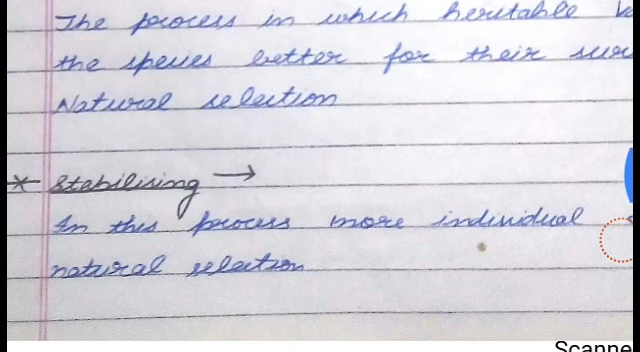 The process in which heritable
the species better for their
Natural selection
* Stabilising →
In this process more individual
natural selection
Scanne